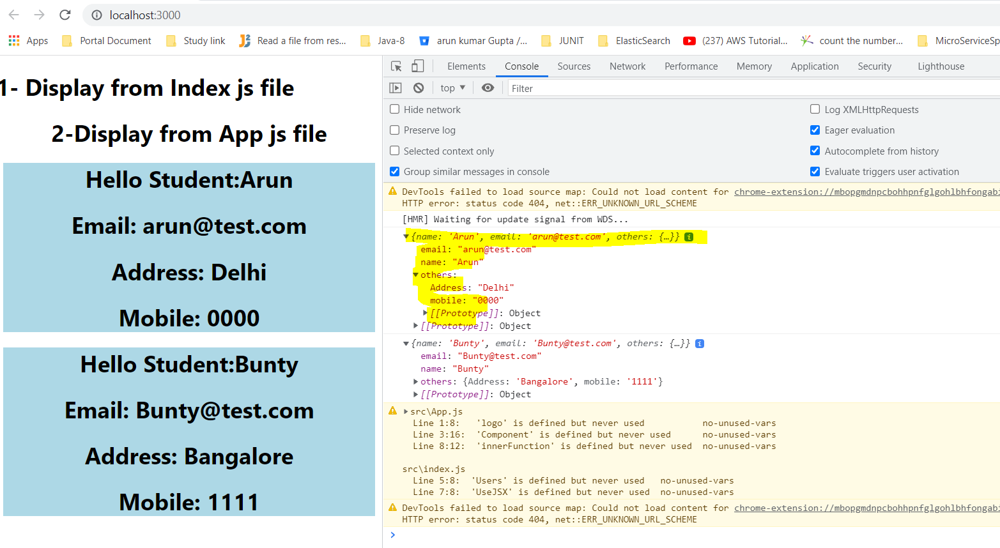 localhost:3000
Apps Portal Document Study link Read a file from res... Java-8 arun kumar Gupta /... JUNIT ElasticSearch (237) AWS Tutorial... count the number... MicroServiceSp
1- Display from Index js file
2-Display from App js file
Hello Student:Arun
Email: arun@test.com
Address: Delhi
Mobile: 0000
Hello Student:Bunty
Email: Bunty@test.com
Address: Bangalore
Mobile: 1111
Elements Console Sources Network Performance Memory Application Security Lighthouse
top Filter
Hide network Log XMLHttpRequests
Preserve log Eager evaluation
Selected context only Autocomplete from history
Group similar messages in console Evaluate triggers user activation
DevTools failed to load source map: Could not load content for chrome-extension://mbopgmdnpcbohhpnfglgohlbhfongabi
HTTP error: status code 404, net::ERR_UNKNOWN_URL_SCHEME
[HMR] Waiting for update signal from WDS...
{name: 'Arun', email: 'arun@test.com', others: {…}} i
email: "arun@test.com"
name: "Arun"
others:
Address: "Delhi"
mobile: "0000"
[[Prototype]]: Object
[[Prototype]]: Object
{name: 'Bunty', email: 'Bunty@test.com', others: {…}} i
email: "Bunty@test.com"
name: "Bunty"
others: {Address: 'Bangalore', mobile: '1111'}
[[Prototype]]: Object
src\App.js
Line 1:8: 'logo' is defined but never used no-unused-vars
Line 3:16: 'Component' is defined but never used no-unused-vars
Line 8:12: 'innerFunction' is defined but never used no-unused-vars
src\index.js
Line 5:8: 'Users' is defined but never used no-unused-vars
Line 7:8: 'UseJSX' is defined but never used no-unused-vars
DevTools failed to load source map: Could not load content for chrome-extension://mbopgmdnpcbohhpnfglgohlbhfongabi
HTTP error: status code 404, net::ERR_UNKNOWN_URL_SCHEME